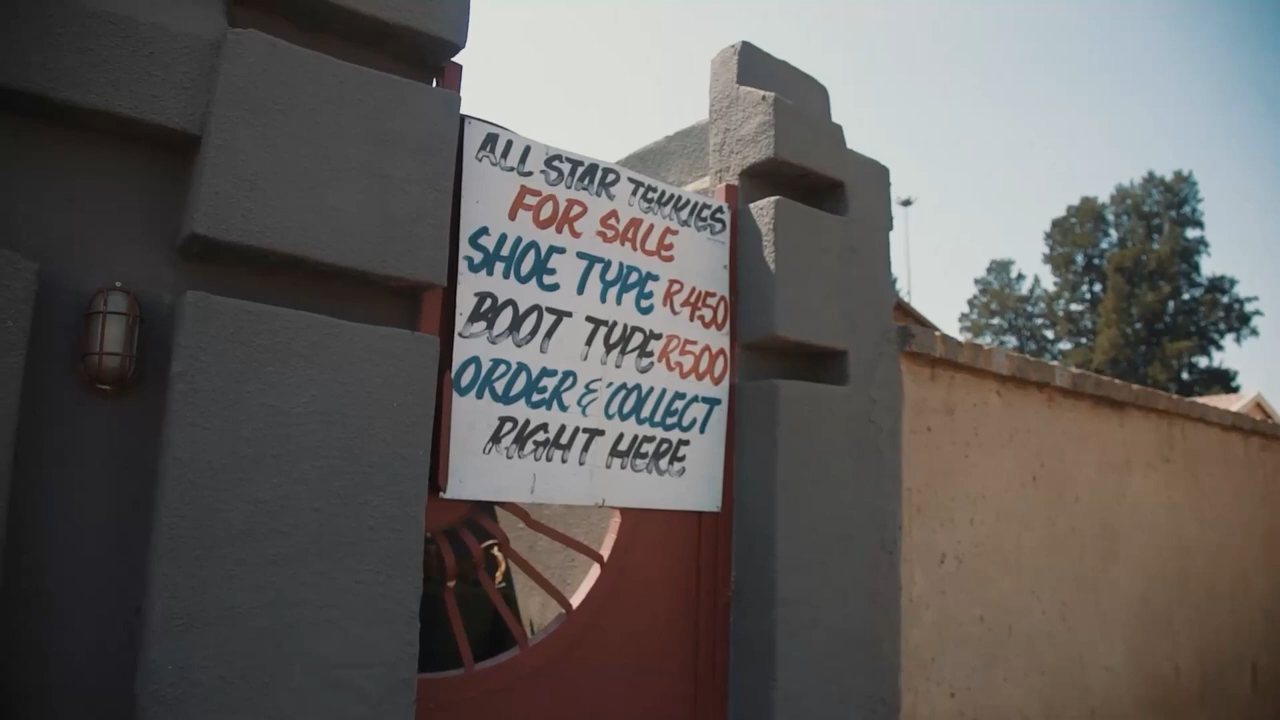 ALL STAR TEKKIES
FOR SALE
SHOE TYPE R450
BOOT TYPE R500
ORDER & COLLECT
RIGHT HERE